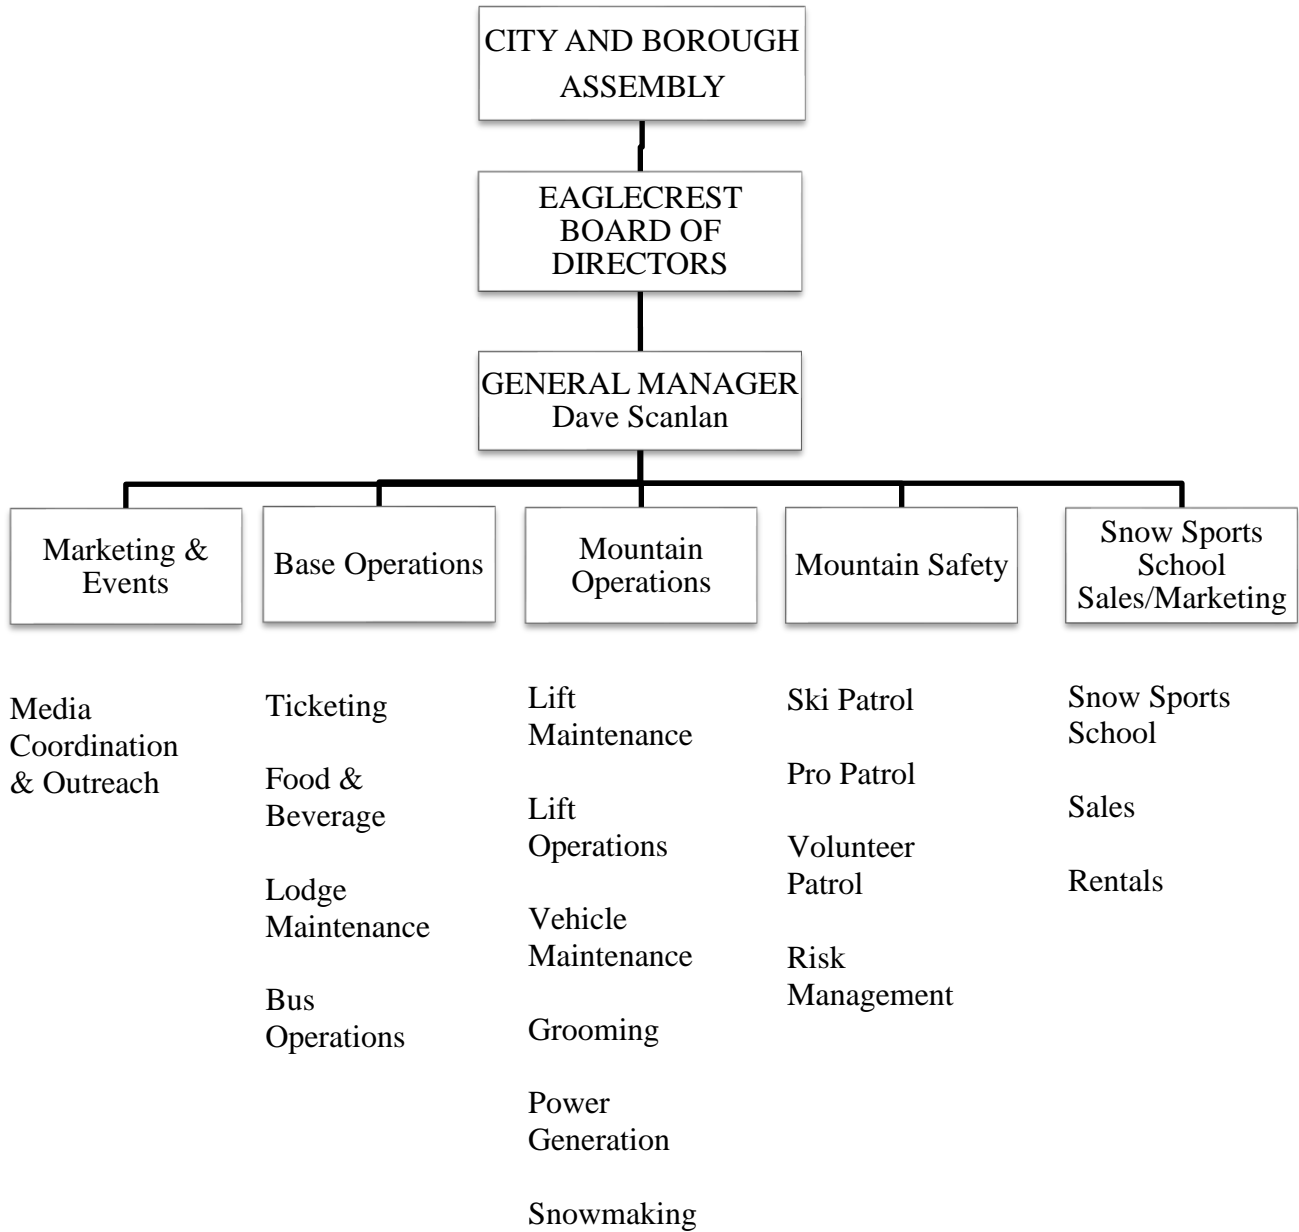 CITY AND BOROUGH
ASSEMBLY
EAGLECREST
BOARD OF
DIRECTORS
GENERAL MANAGER
Dave Scanlan
Marketing &
Events
Base Operations
Mountain
Operations
Mountain Safety
Snow Sports
School
Sales/Marketing
Media
Coordination
& Outreach
Ticketing
Food &
Beverage
Lodge
Maintenance
Bus
Operations
Lift
Maintenance
Lift
Operations
Vehicle
Maintenance
Grooming
Power
Generation
Snowmaking
Ski Patrol
Pro Patrol
Volunteer
Patrol
Risk
Management
Snow Sports
School
Sales
Rentals